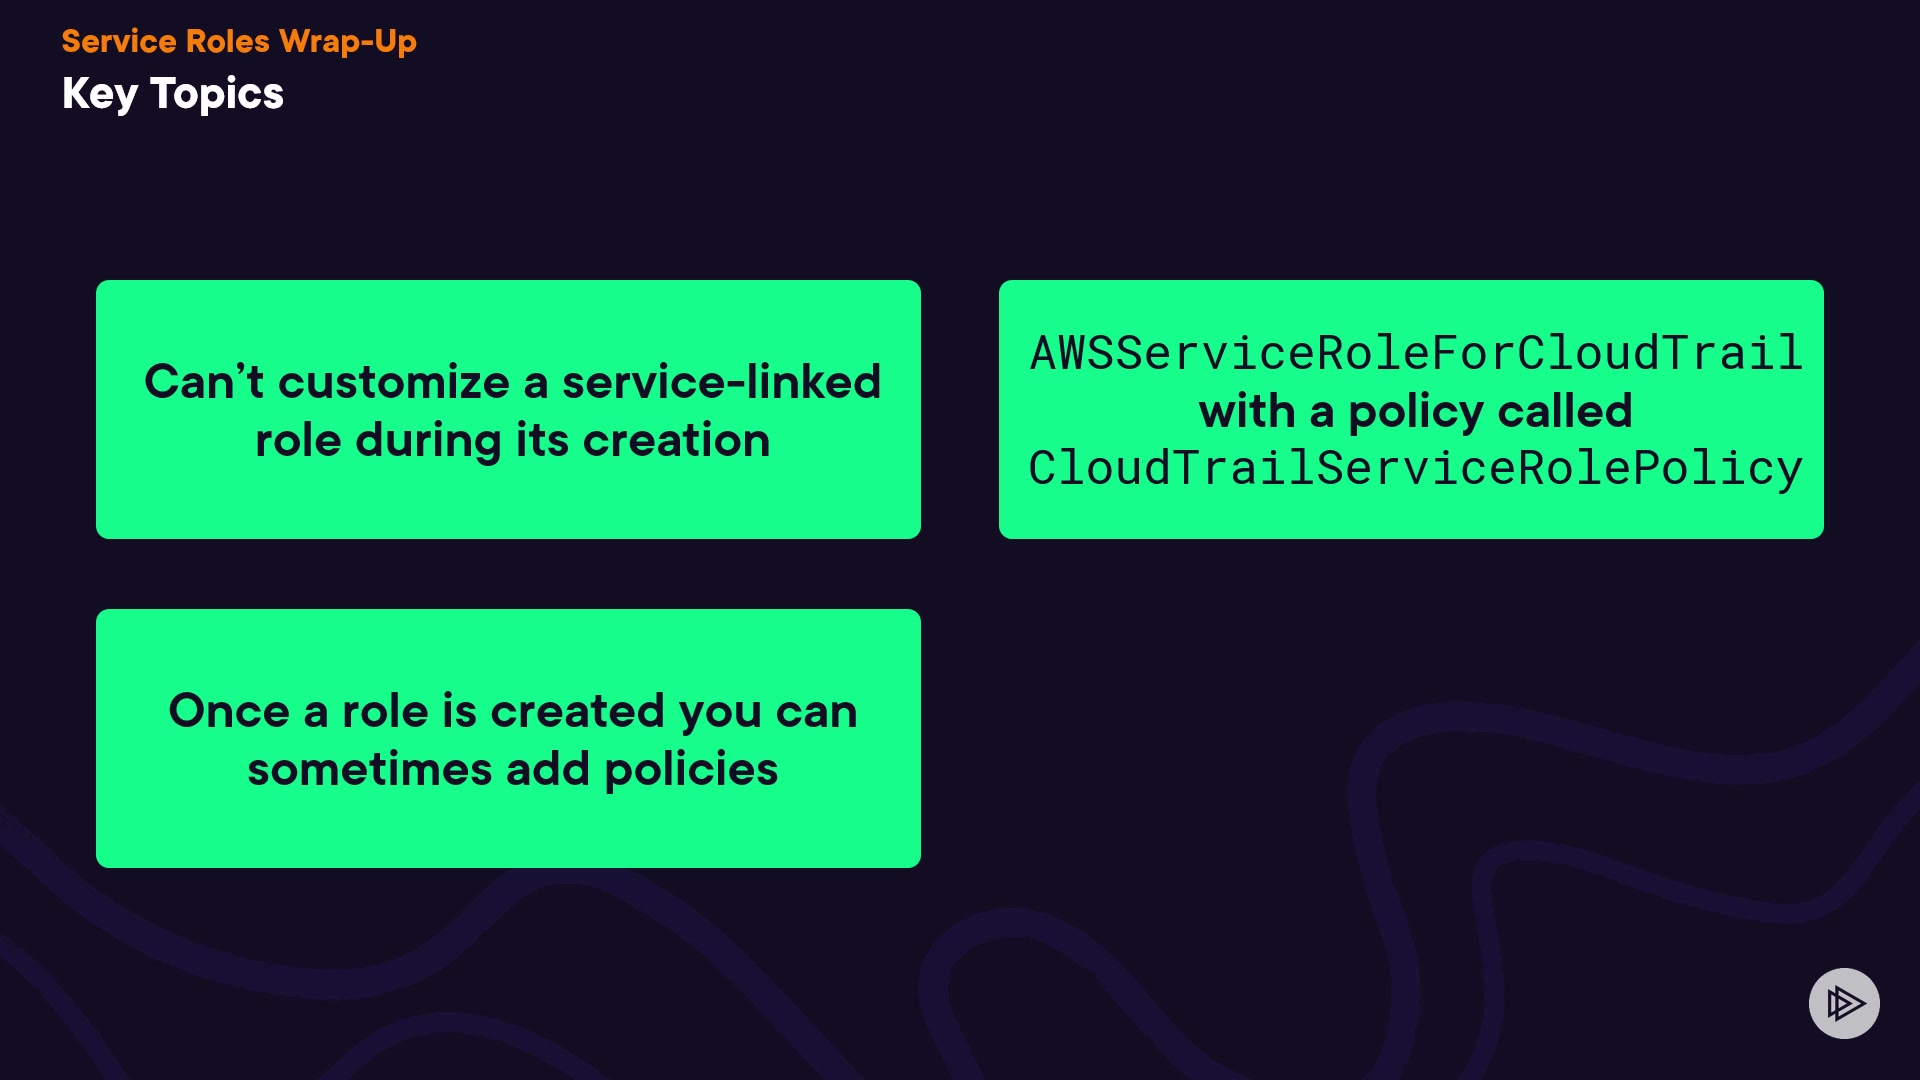 Service Roles Wrap-Up
Key Topics
Can’t customize a service-linked
role during its creation
AWSServiceRoleForCloudTrail
with a policy called
CloudTrailServiceRolePolicy
Once a role is created you can
sometimes add policies